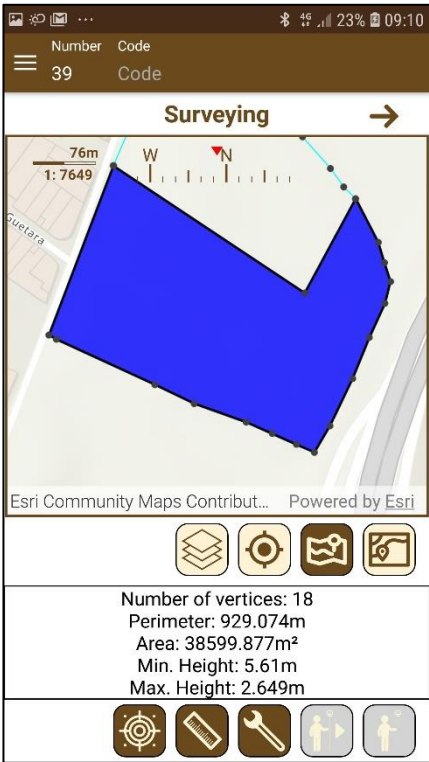 4G 23% 09:10
Number Code
39 Code
Surveying
76m
1: 7649
W N
Guetara
Esri Community Maps Contribut... Powered by Esri
Number of vertices: 18
Perimeter: 929.074m
Area: 38599.877m²
Min. Height: 5.61m
Max. Height: 2.649m